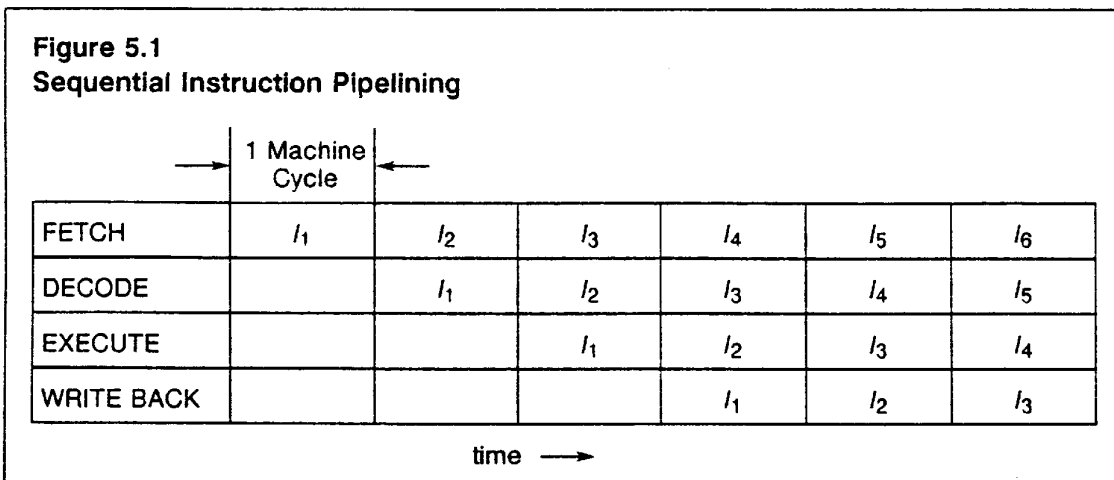 Figure 5.1
Sequential Instruction Pipelining
1 Machine
Cycle
FETCH I1 I2 I3 I4 I5 I6
DECODE I1 I2 I3 I4 I5
EXECUTE I1 I2 I3 I4
WRITE BACK I1 I2 I3
time